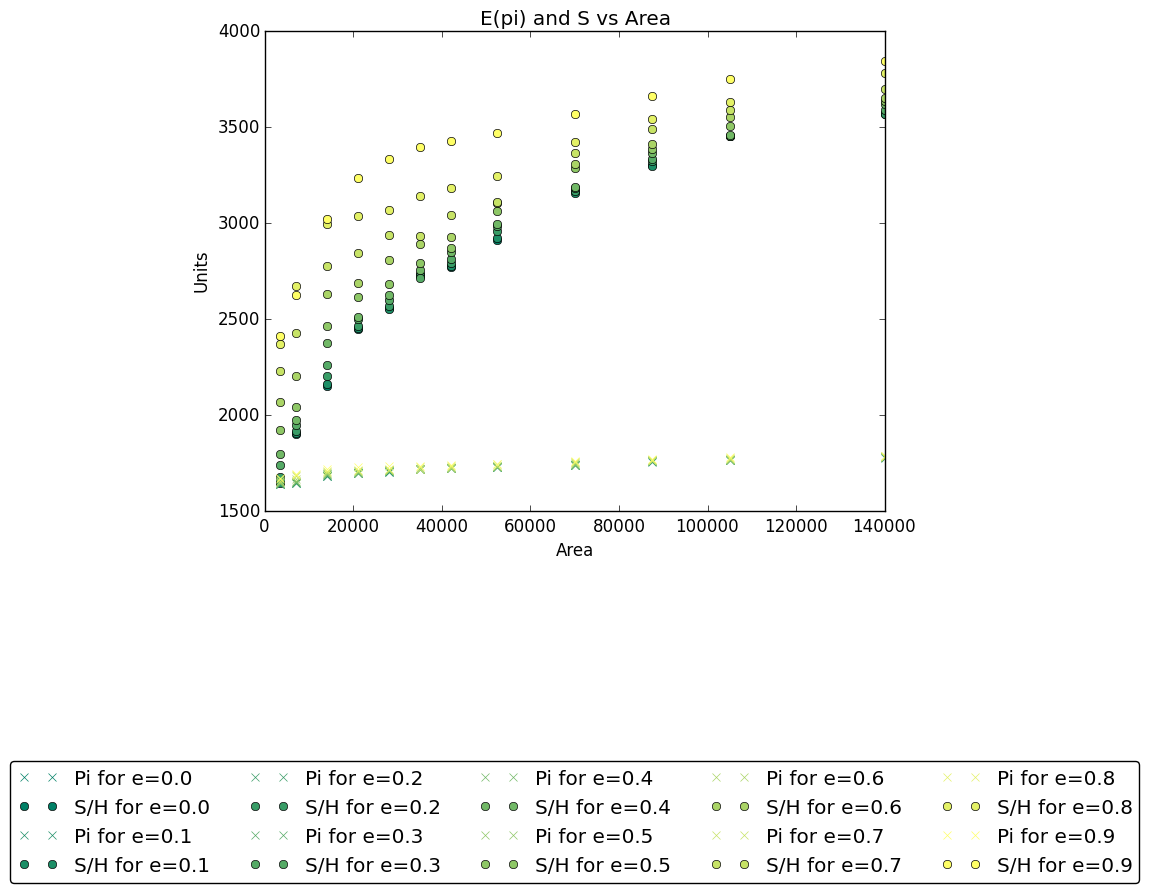 E(pi) and S vs Area
4000
3500
3000
2500
2000
1500
Units
0 20000 40000 60000 80000 100000 120000 140000
Area
Pi for e=0.0 Pi for e=0.2 Pi for e=0.4 Pi for e=0.6 Pi for e=0.8
S/H for e=0.0 S/H for e=0.2 S/H for e=0.4 S/H for e=0.6 S/H for e=0.8
Pi for e=0.1 Pi for e=0.3 Pi for e=0.5 Pi for e=0.7 Pi for e=0.9
S/H for e=0.1 S/H for e=0.3 S/H for e=0.5 S/H for e=0.7 S/H for e=0.9